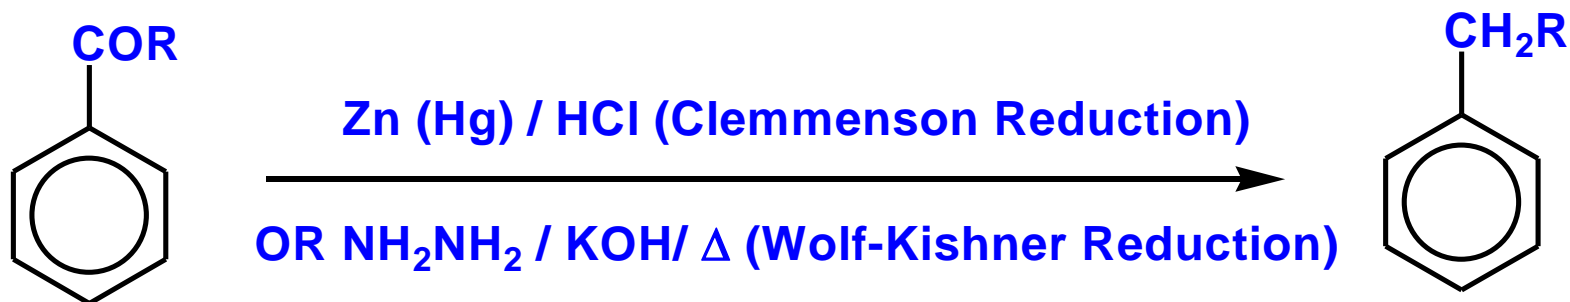 COR
CH₂R
Zn (Hg) / HCl (Clemmenson Reduction)
OR NH₂NH₂ / KOH/ Δ (Wolf-Kishner Reduction)